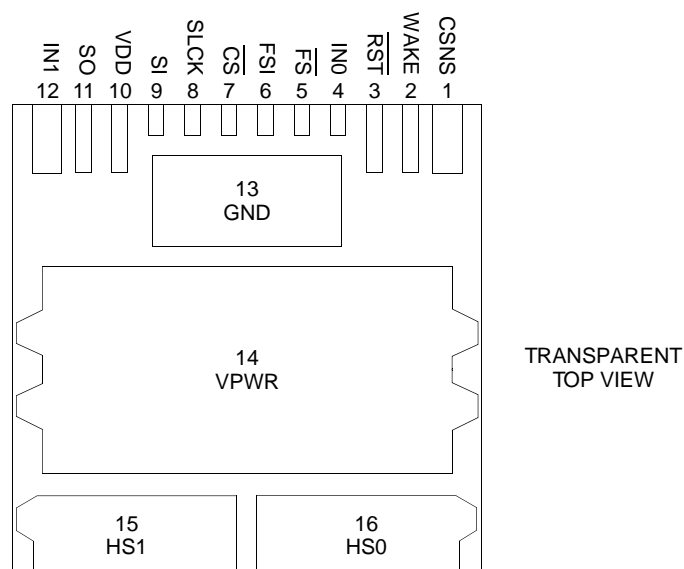 IN1
SO
VDD
SI
SLCK
CS
FSI
FS
IN0
RST
WAKE
CSNS
12 11 10 9 8 7 6 5 4 3 2 1
13
GND
14
VPWR
TRANSPARENT
TOP VIEW
15
HS1
16
HS0